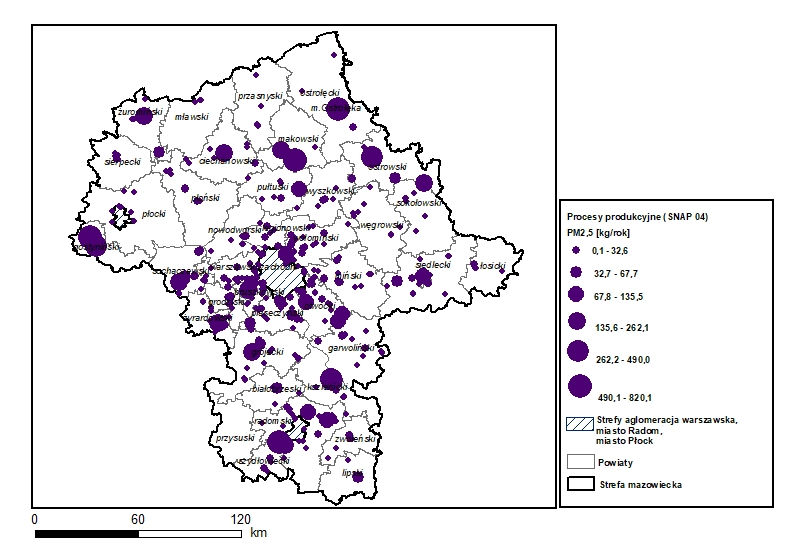 ostrołęcki
przasnyski
m.Ostrołęka
żuromiński
mławski
makowski
sierpecki
ciechanowski
ostrowski
pułtuski
wyszkowski
sokołowski
płoński
płocki
nowodworski
legionowski
wołomiński
węgrowski
gostyniński
sochaczewski
warszawski zachodni
miński
siedlecki
łosicki
grodziski
otwocki
żyrardowski
piaseczyński
grójecki
garwoliński
białobrzeski
kozienicki
radomski
przysuski
zwoleński
szydłowiecki
lipski
Procesy produkcyjne (SNAP 04)
PM2,5 [kg/rok]
0,1 - 32,6
32,7 - 67,7
67,8 - 135,5
135,6 - 262,1
262,2 - 490,0
490,1 - 820,1
Strefy aglomeracja warszawska,
miasto Radom,
miasto Płock
Powiaty
Strefa mazowiecka
0 60 120
km